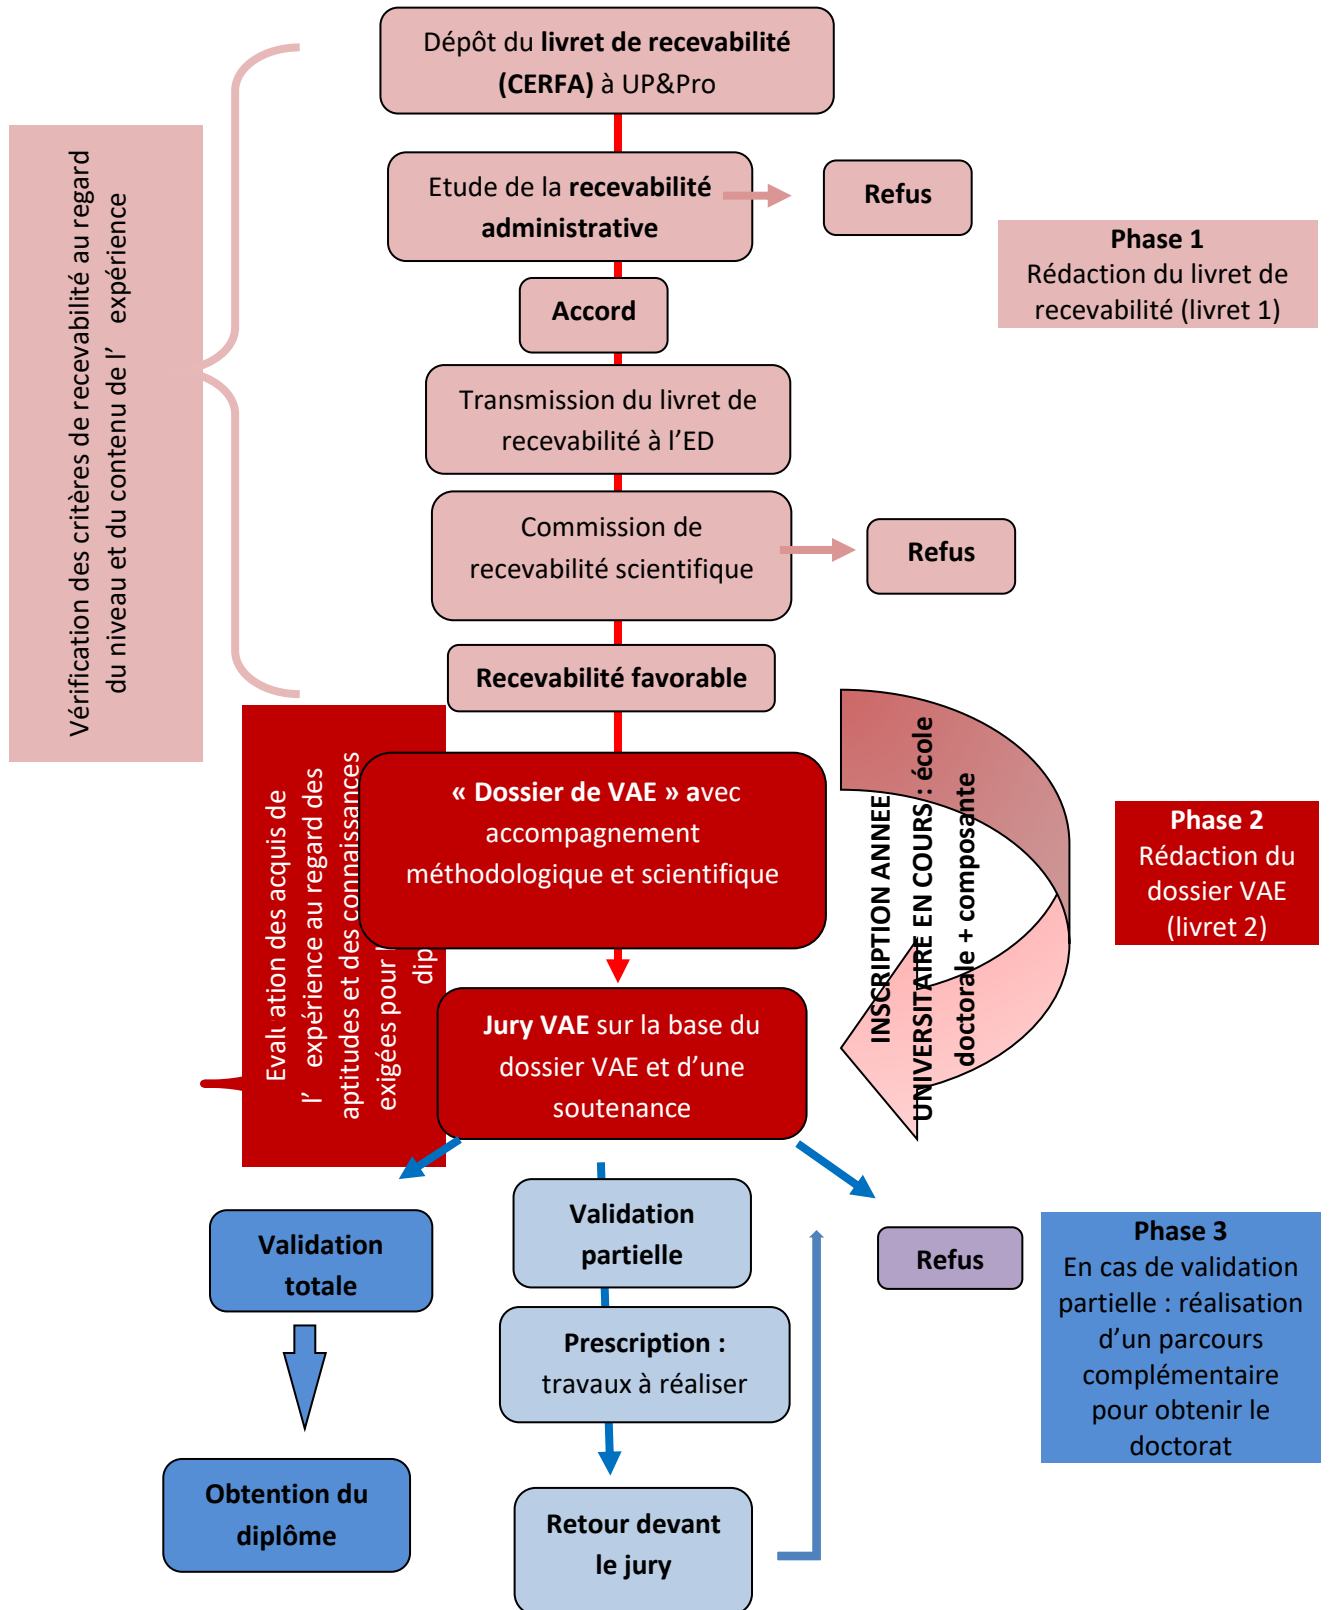 Dépôt du livret de recevabilité
(CERFA) à UP&Pro
Vérification des critères de recevabilité au regard
du niveau et du contenu de l’ expérience
Etude de la recevabilité
administrative
Refus
Phase 1
Rédaction du livret de
recevabilité (livret 1)
Accord
Transmission du livret de
recevabilité à l’ED
Commission de
recevabilité scientifique
Refus
Recevabilité favorable
Evaluation des acquis de
l’ expérience au regard des
aptitudes et des connaissances
exigées pour
dip
« Dossier de VAE » avec
accompagnement
méthodologique et scientifique
INSCRIPTION ANNEE
UNIVERSITAIRE EN COURS : école
doctorale + composante
Phase 2
Rédaction du
dossier VAE
(livret 2)
Jury VAE sur la base du
dossier VAE et d’une
soutenance
Validation
totale
Validation
partielle
Refus
Phase 3
En cas de validation
partielle : réalisation
d’un parcours
complémentaire
pour obtenir le
doctorat
Prescription :
travaux à réaliser
Obtention du
diplôme
Retour devant
le jury